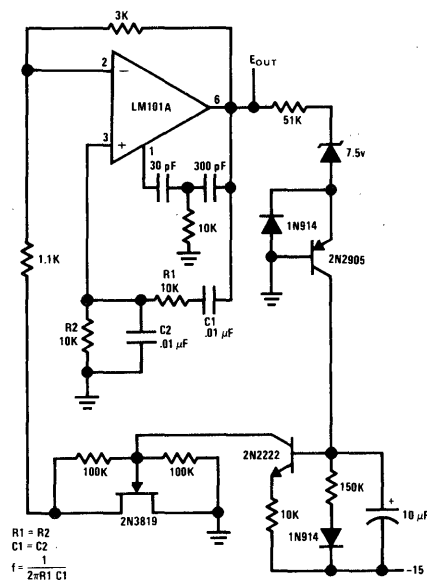 3K
E_OUT
2
−
LM101A
6
51K
3
+
1
30 pF
300 pF
7.5v
10K
1N914
2N2905
1.1K
R1
10K
C1
.01 μF
R2
10K
C2
.01 μF
100K
100K
2N3819
2N2222
150K
+
10 μF
10K
1N914
-15
R1 = R2
C1 = C2
f = 1 / 2πR1 C1